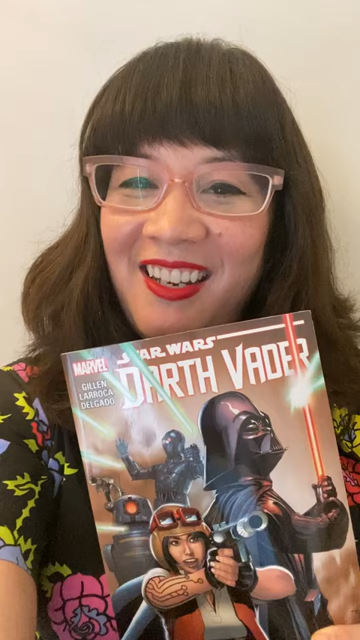 MARVEL
STAR WARS
DARTH VADER
GILLEN
LARROCA
DELGADO